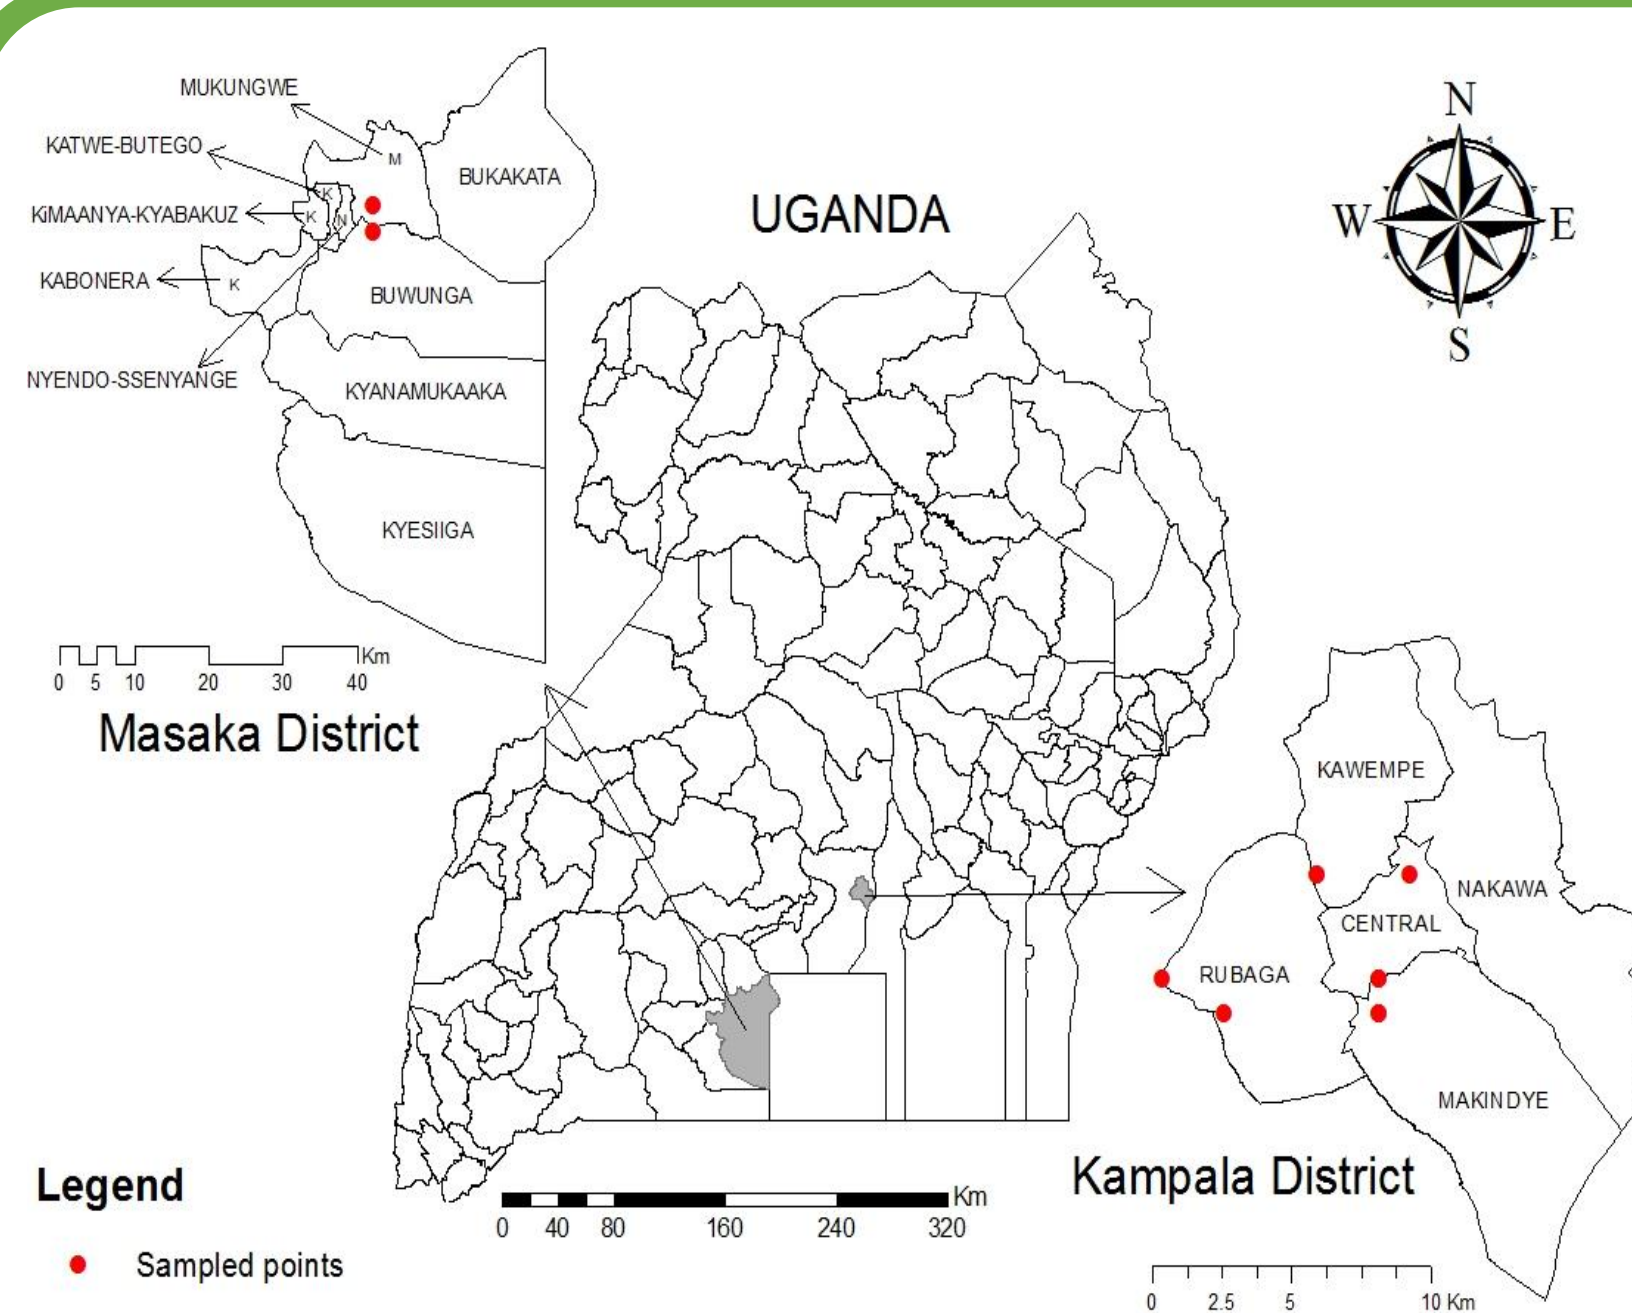 MUKUNGWE
KATWE-BUTEGO
KiMAANYA-KYABAKUZ
KABONERA
NYENDO-SSENYANGE
M
K
K
N
K
BUKAKATA
BUWUNGA
KYANAMUKAAKA
KYESIIGA
Km
0 5 10 20 30 40
Masaka District
UGANDA
N
W E
S
KAWEMPE
NAKAWA
CENTRAL
RUBAGA
MAKINDYE
Kampala District
Legend
Sampled points
Km
0 40 80 160 240 320
0 2.5 5 10 Km